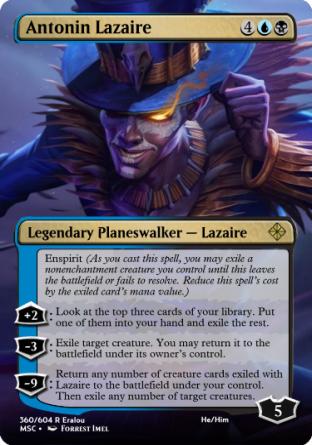 Antonin Lazaire 4
Legendary Planeswalker — Lazaire
Enspirit (As you cast this spell, you may exile a
nonenchantment creature you control until this leaves
the battlefield or fails to resolve. Reduce this spell's cost
by the exiled card's mana value.)
+2: Look at the top three cards of your library. Put
one of them into your hand and exile the rest.
−3: Exile target creature. You may return it to the
battlefield under its owner's control.
−9: Return any number of creature cards exiled with
Lazaire to the battlefield under your control.
Then exile any number of target creatures.
5
360/604 R Eralou He/Him
MSC • Forrest Imel